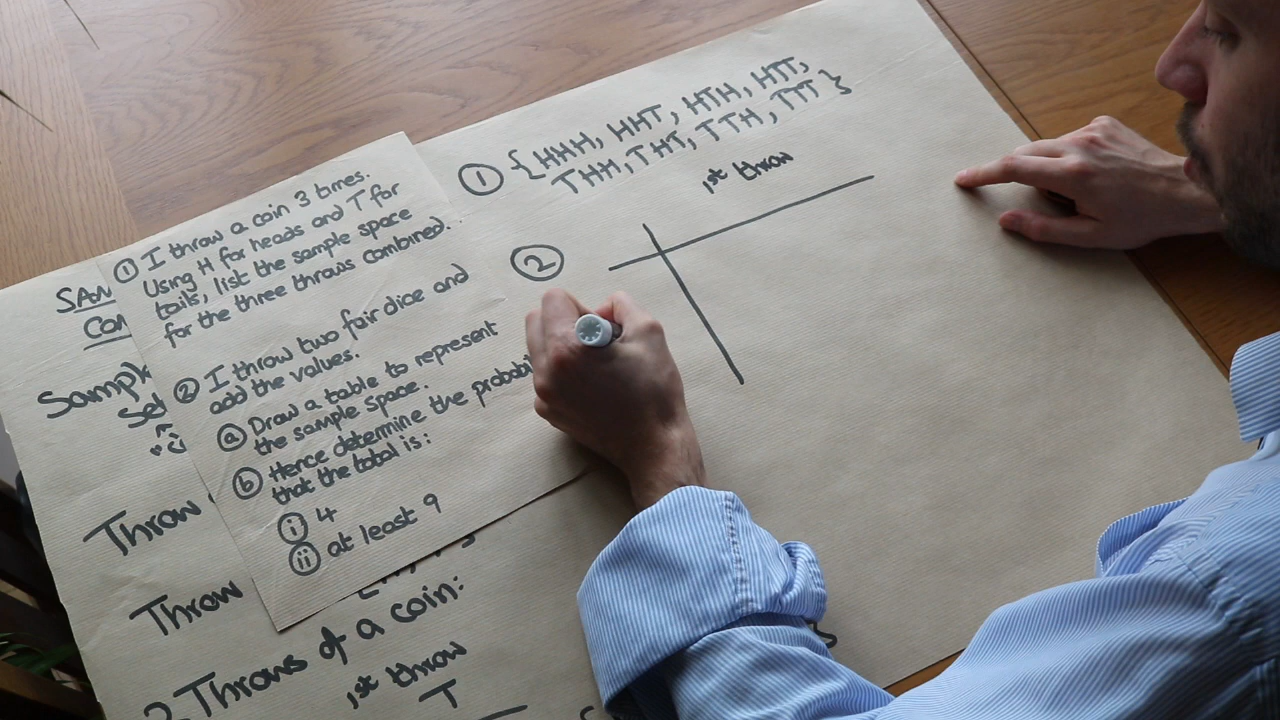 ① I throw a coin 3 times.
Using H for heads and T for
tails, list the sample space
for the three throws combined.
② I throw two fair dice and
add the values.
ⓐ Draw a table to represent
the sample space.
ⓑ Hence determine the probabi
that the total is:
ⓘ 4
ⓘⓘ at least 9
① {HHH, HHT, HTH, HTT,
THH, THT, TTH, TTT}
②
1st throw
Throw
Throw
2 Throws of a coin:
1st throw
T